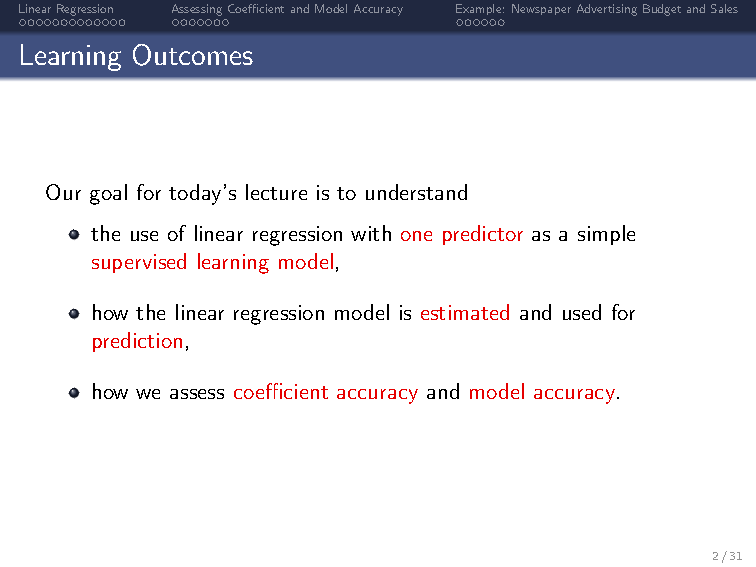 Linear Regression
Assessing Coefficient and Model Accuracy
Example: Newspaper Advertising Budget and Sales
Learning Outcomes
Our goal for today's lecture is to understand
the use of linear regression with one predictor as a simple
supervised learning model,
how the linear regression model is estimated and used for
prediction,
how we assess coefficient accuracy and model accuracy.
2 / 31